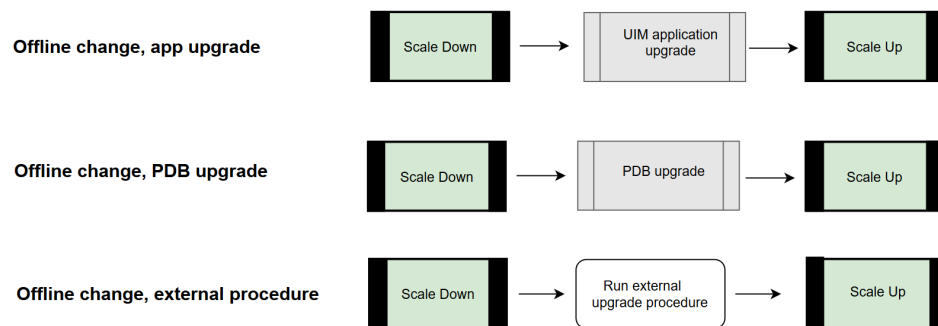 Offline change, app upgrade
Scale Down
UIM application
upgrade
Scale Up
Offline change, PDB upgrade
Scale Down
PDB upgrade
Scale Up
Offline change, external procedure
Scale Down
Run external
upgrade procedure
Scale Up